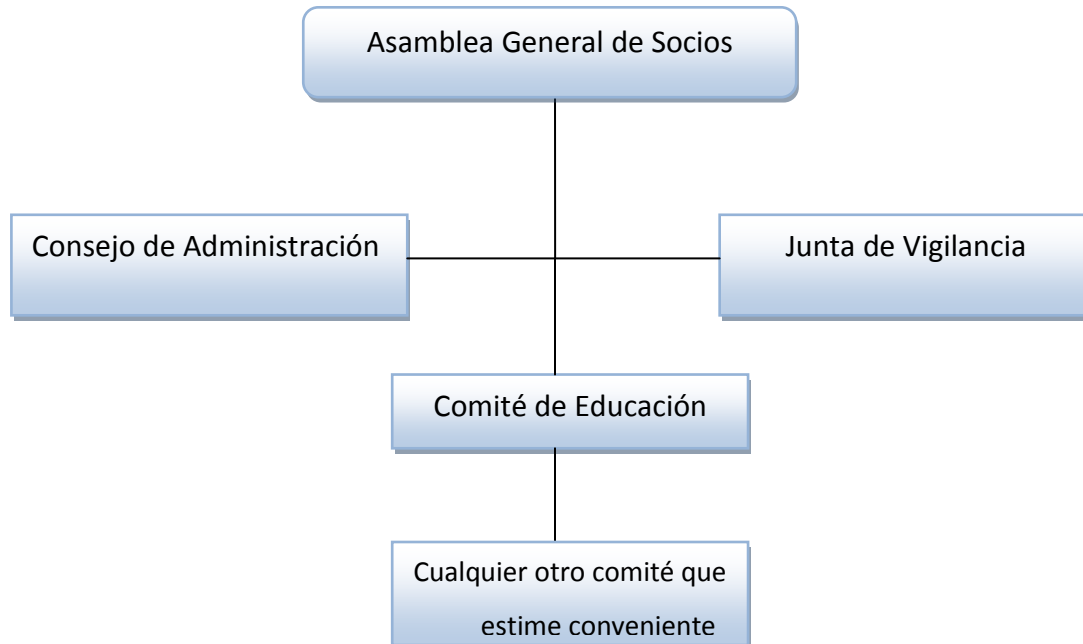 Asamblea General de Socios
Consejo de Administración
Junta de Vigilancia
Comité de Educación
Cualquier otro comité que
estime conveniente